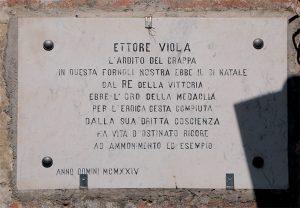 ETTORE VIOLA
L'ARDITO DEL GRAPPA
IN QUESTA FORNOLI NOSTRA EBBE IL DI NATALE
DAL RE DELLA VITTORIA
EBBE L'ORO DELLA MEDAGLIA
PER L'EROICA GESTA COMPIUTA
DALLA SUA DRITTA COSCIENZA
HA VITA D'OSTINATO RIGORE
AD AMMONIMENTO ED ESEMPIO
ANNO DOMINI MCMXXIV